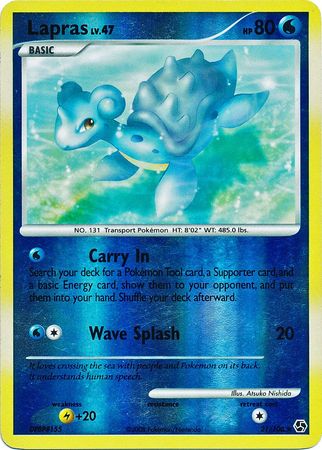 Lapras LV.47 HP 80
BASIC
NO. 131 Transport Pokémon HT: 8'02" WT: 485.0 lbs.
Carry In
Search your deck for a Pokémon Tool card, a Supporter card, and
a basic Energy card, show them to your opponent, and put
them into your hand. Shuffle your deck afterward.
Wave Splash 20
It loves crossing the sea with people and Pokémon on its back.
It understands human speech.
Illus. Atsuko Nishida
weakness resistance retreat cost
+20
©2008 Pokémon/Nintendo